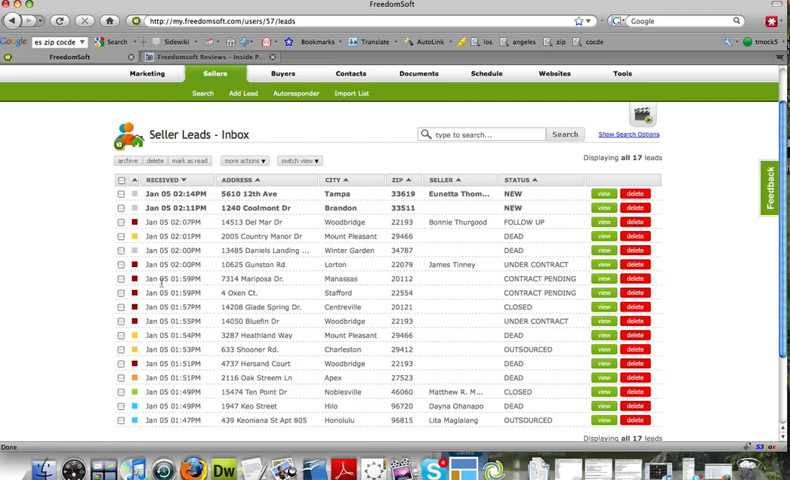 FreedomSoft
http://my.freedomsoft.com/users/57/leads
Google
es zip cocde
Search
Sidewiki
Bookmarks
Translate
AutoLink
los
angeles
zip
cocde
tmock5
FreedomSoft
Freedomsoft Reviews - Inside P...
Marketing Sellers Buyers Contacts Documents Schedule Websites Tools
Search Add Lead Autoresponder Import List
Seller Leads - Inbox
type to search...
Search
Show Search Options
archive delete mark as read more actions switch view
Displaying all 17 leads
RECEIVED ADDRESS CITY ZIP SELLER STATUS
Jan 05 02:14PM 5610 12th Ave Tampa 33619 Eunetta Thom... NEW view delete
Jan 05 02:11PM 1240 Coolmont Dr Brandon 33511 NEW view delete
Jan 05 02:07PM 14513 Del Mar Dr Woodbridge 22193 Bonnie Thurgood FOLLOW UP view delete
Jan 05 02:01PM 2005 Country Manor Dr Mount Pleasant 29466 DEAD view delete
Jan 05 02:00PM 13485 Daniels Landing ... Winter Garden 34787 DEAD view delete
Jan 05 02:00PM 10625 Gunston Rd Lorton 22079 James Tinney UNDER CONTRACT view delete
Jan 05 01:59PM 7314 Mariposa Dr. Manassas 20112 CONTRACT PENDING view delete
Jan 05 01:59PM 4 Oxen Ct. Stafford 22554 CONTRACT PENDING view delete
Jan 05 01:57PM 14208 Glade Spring Dr. Centreville 20121 CLOSED view delete
Jan 05 01:55PM 14050 Bluefin Dr Woodbridge 22193 UNDER CONTRACT view delete
Jan 05 01:54PM 3287 Heathland Way Mount Pleasant 29466 DEAD view delete
Jan 05 01:53PM 633 Shooner Rd. Charleston 29412 OUTSOURCED view delete
Jan 05 01:51PM 4737 Hersand Court Woodbridge 22193 DEAD view delete
Jan 05 01:51PM 2116 Oak Streem Ln Apex 27523 DEAD view delete
Jan 05 01:49PM 15474 Ten Point Dr Noblesville 46060 Matthew R. M... CLOSED view delete
Jan 05 01:49PM 1947 Keo Street Hilo 96720 Dayna Ohanapo DEAD view delete
Jan 05 01:47PM 439 Keoniana St Apt 805 Honolulu 96815 Lita Maglalang OUTSOURCED view delete
Displaying all 17 leads
Feedback
Done